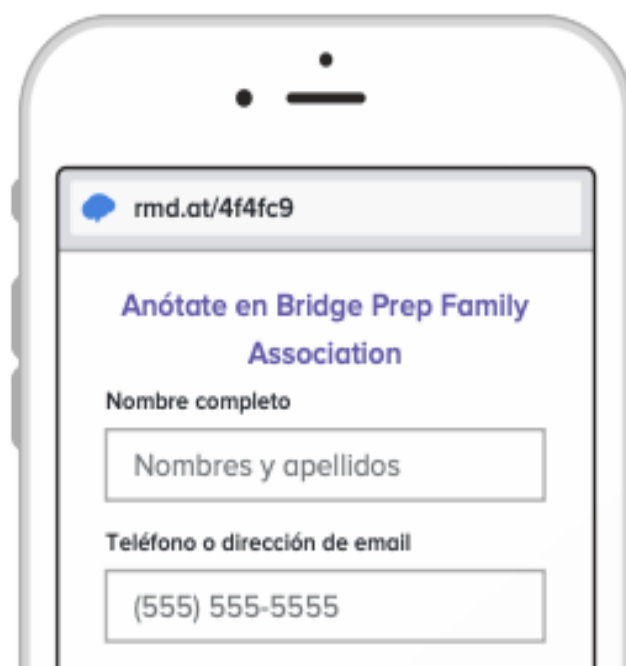 rmd.at/4f4fc9
Anótate en Bridge Prep Family
Association
Nombre completo
Nombres y apellidos
Teléfono o dirección de email
(555) 555-5555